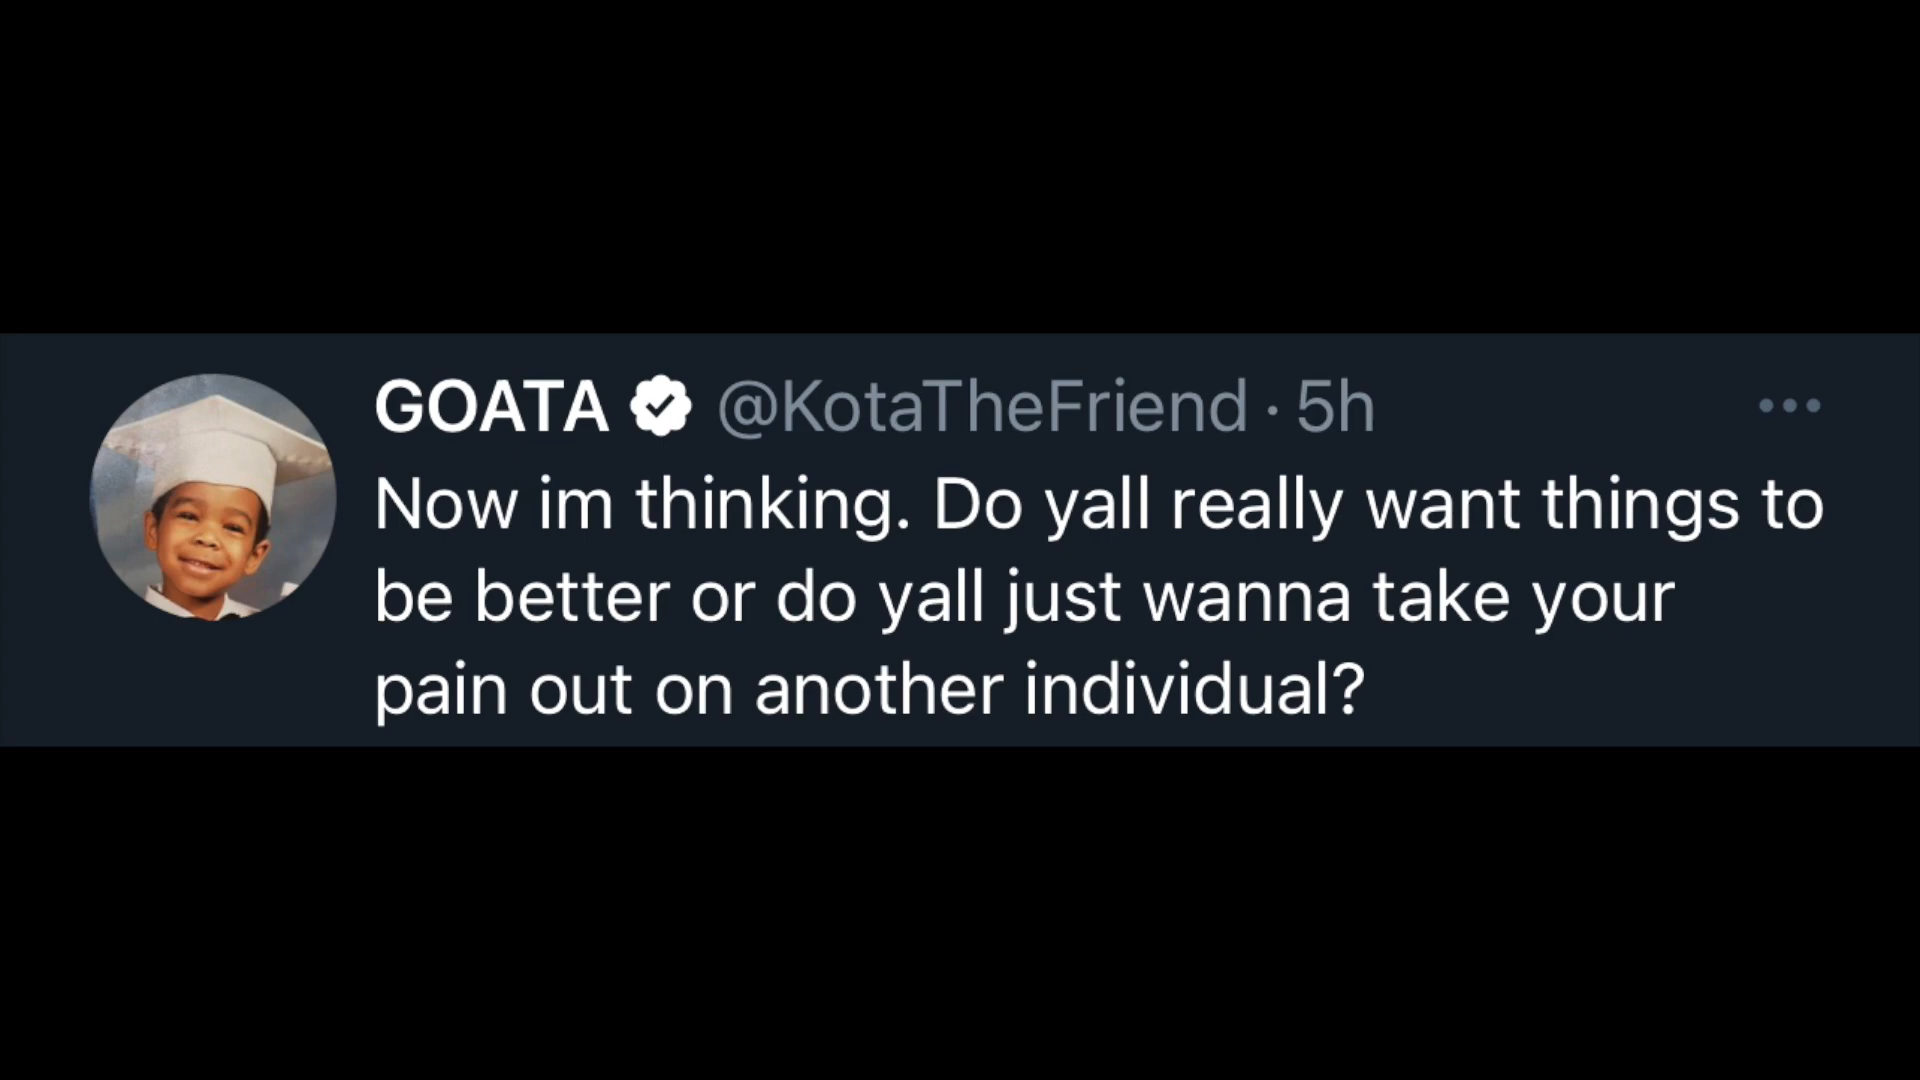 GOATA @KotaTheFriend · 5h
Now im thinking. Do yall really want things to
be better or do yall just wanna take your
pain out on another individual?